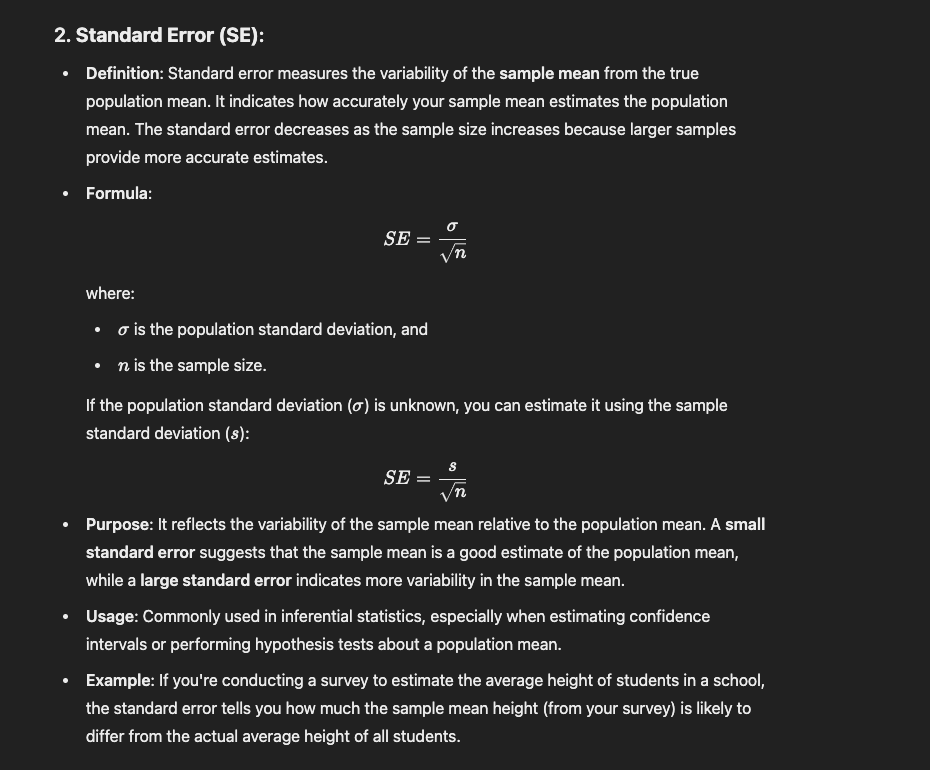 2. Standard Error (SE):
• Definition: Standard error measures the variability of the sample mean from the true
population mean. It indicates how accurately your sample mean estimates the population
mean. The standard error decreases as the sample size increases because larger samples
provide more accurate estimates.
• Formula:
SE = σ / √n
where:
• σ is the population standard deviation, and
• n is the sample size.
If the population standard deviation (σ) is unknown, you can estimate it using the sample
standard deviation (s):
SE = s / √n
• Purpose: It reflects the variability of the sample mean relative to the population mean. A small
standard error suggests that the sample mean is a good estimate of the population mean,
while a large standard error indicates more variability in the sample mean.
• Usage: Commonly used in inferential statistics, especially when estimating confidence
intervals or performing hypothesis tests about a population mean.
• Example: If you're conducting a survey to estimate the average height of students in a school,
the standard error tells you how much the sample mean height (from your survey) is likely to
differ from the actual average height of all students.